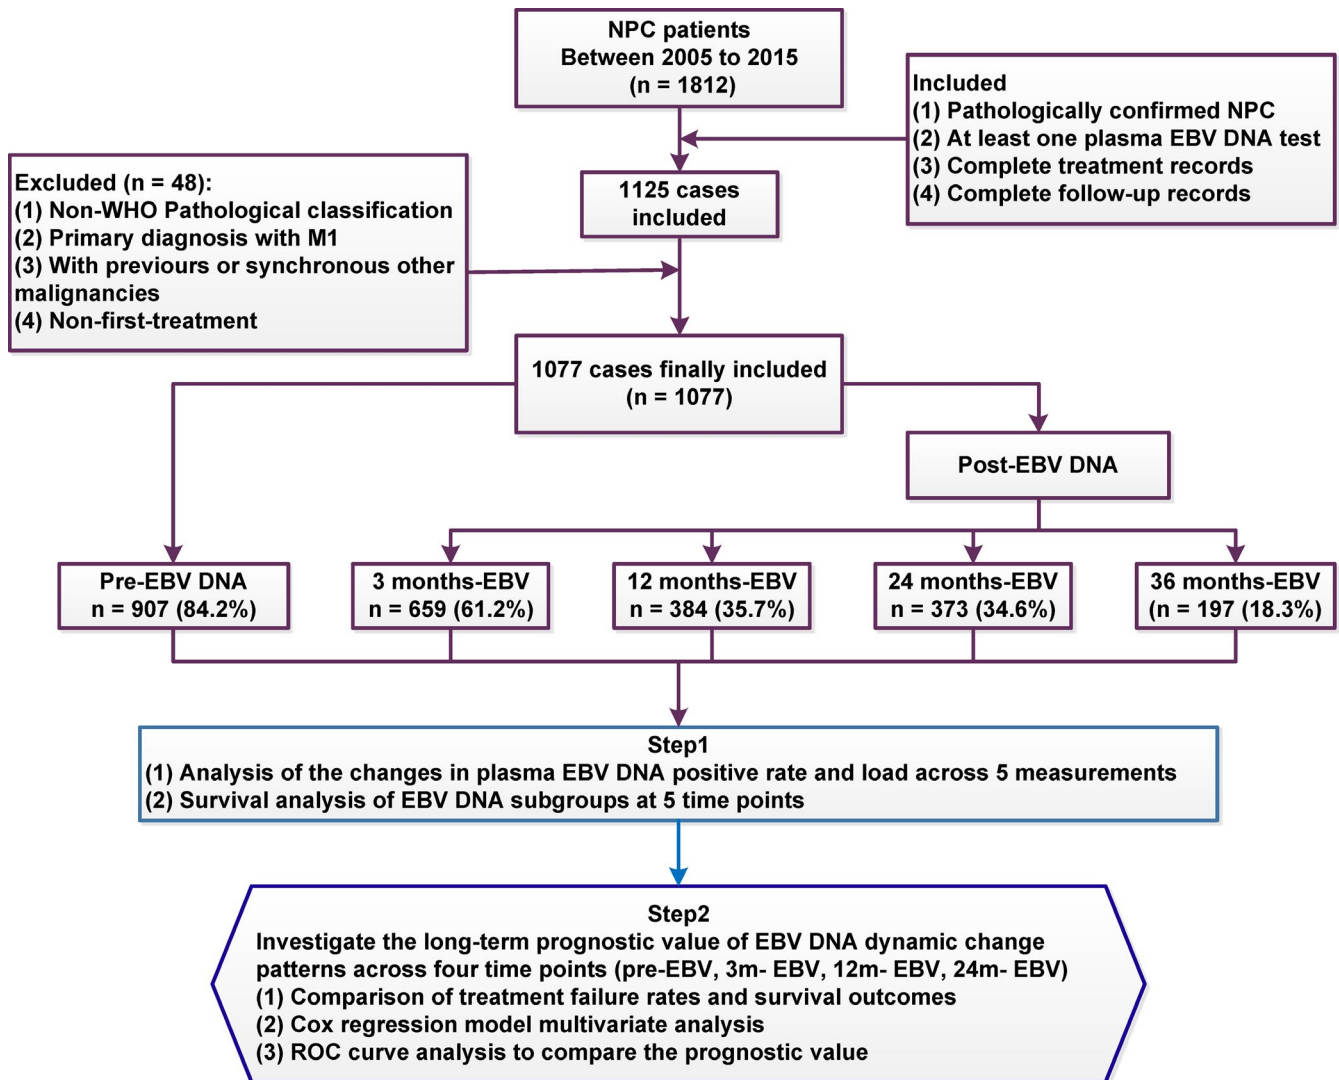 NPC patients
Between 2005 to 2015
(n = 1812)
Included
(1) Pathologically confirmed NPC
(2) At least one plasma EBV DNA test
(3) Complete treatment records
(4) Complete follow-up records
1125 cases
included
Excluded (n = 48):
(1) Non-WHO Pathological classification
(2) Primary diagnosis with M1
(3) With previours or synchronous other
malignancies
(4) Non-first-treatment
1077 cases finally included
(n = 1077)
Post-EBV DNA
Pre-EBV DNA
n = 907 (84.2%)
3 months-EBV
n = 659 (61.2%)
12 months-EBV
n = 384 (35.7%)
24 months-EBV
n = 373 (34.6%)
36 months-EBV
(n = 197 (18.3%)
Step1
(1) Analysis of the changes in plasma EBV DNA positive rate and load across 5 measurements
(2) Survival analysis of EBV DNA subgroups at 5 time points
Step2
Investigate the long-term prognostic value of EBV DNA dynamic change
patterns across four time points (pre-EBV, 3m- EBV, 12m- EBV, 24m- EBV)
(1) Comparison of treatment failure rates and survival outcomes
(2) Cox regression model multivariate analysis
(3) ROC curve analysis to compare the prognostic value